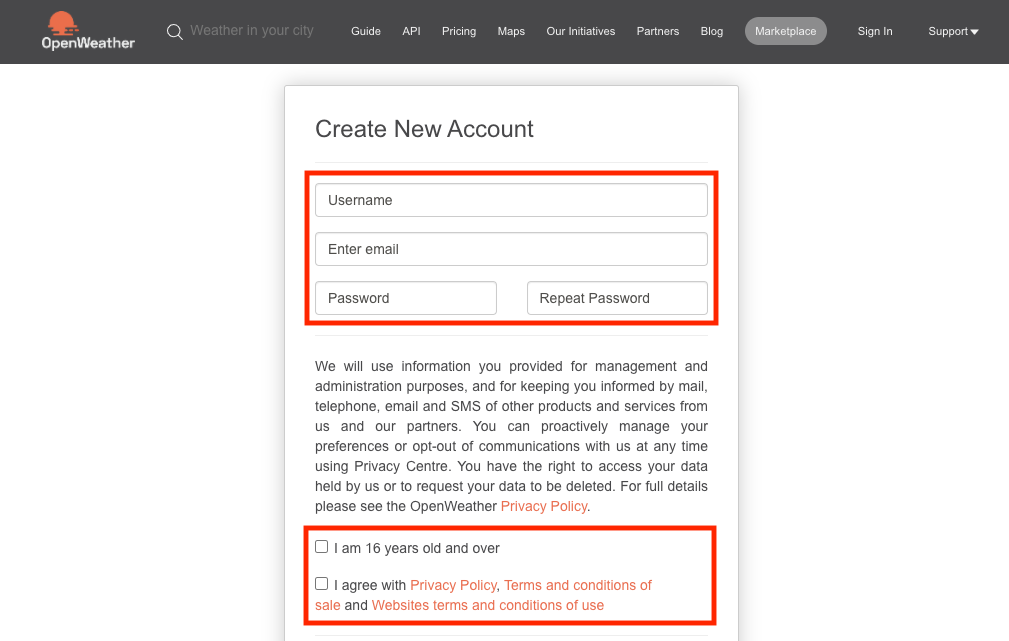 OpenWeather
Weather in your city
Guide
API
Pricing
Maps
Our Initiatives
Partners
Blog
Marketplace
Sign In
Support
Create New Account
Username
Enter email
Password
Repeat Password
We will use information you provided for management and
administration purposes, and for keeping you informed by mail,
telephone, email and SMS of other products and services from
us and our partners. You can proactively manage your
preferences or opt-out of communications with us at any time
using Privacy Centre. You have the right to access your data
held by us or to request your data to be deleted. For full details
please see the OpenWeather Privacy Policy.
I am 16 years old and over
I agree with Privacy Policy, Terms and conditions of
sale and Websites terms and conditions of use